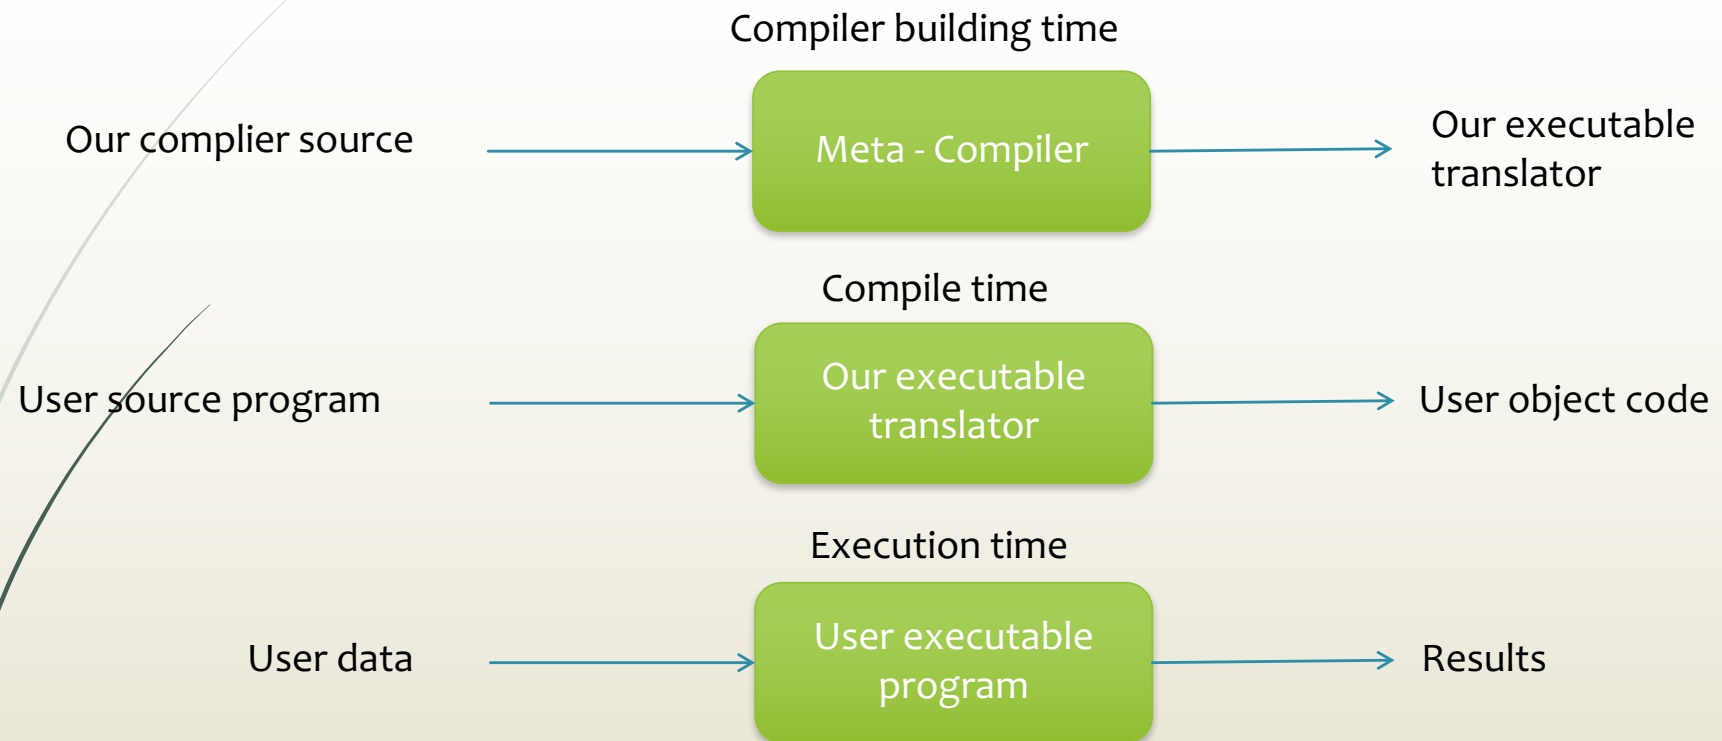 Compiler building time
Our complier source
Meta - Compiler
Our executable
translator
Compile time
User source program
Our executable
translator
User object code
Execution time
User data
User executable
program
Results